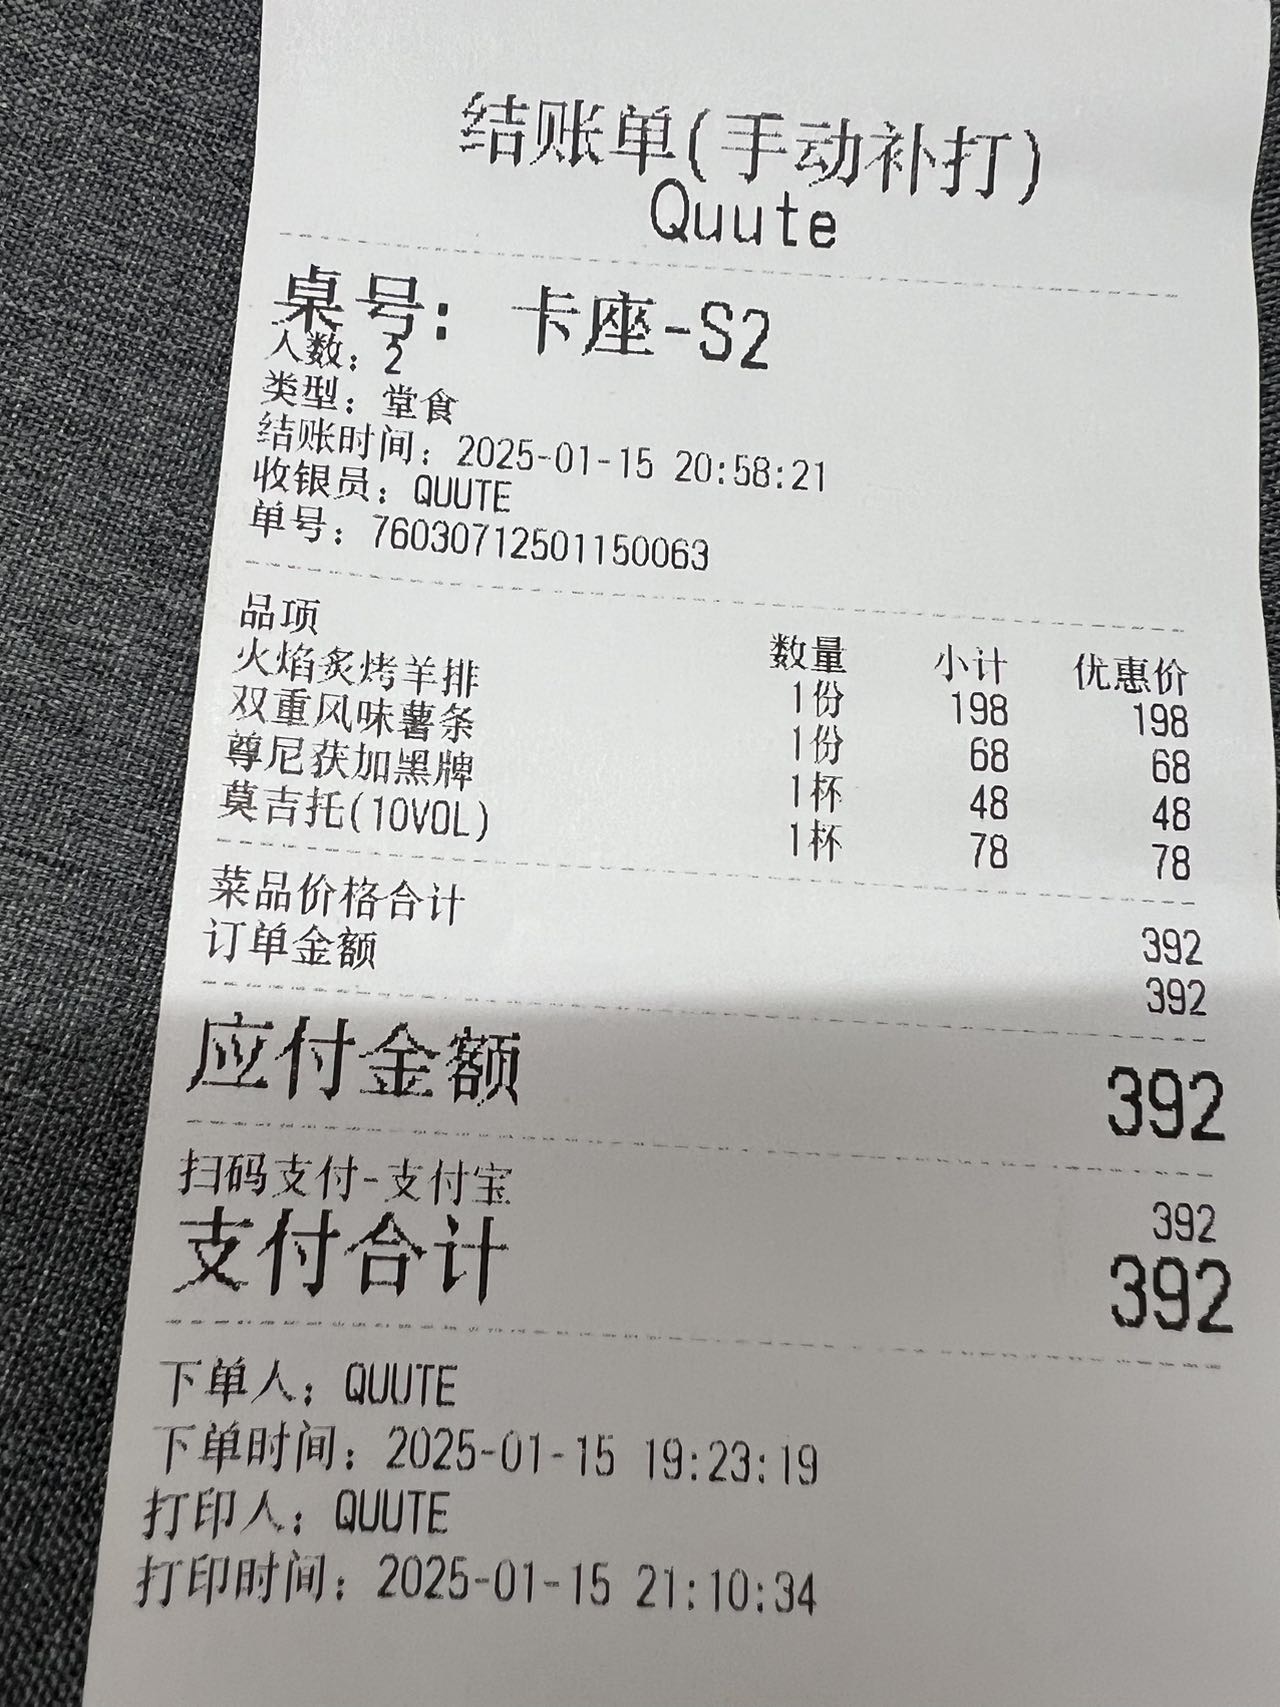 结账单(手动补打)
Quute
桌号: 卡座-S2
人数: 2
类型: 堂食
结账时间: 2025-01-15 20:58:21
收银员: QUUTE
单号: 76030712501150063
品项 数量 小计 优惠价
火焰炙烤羊排 1份 198 198
双重风味薯条 1份 68 68
尊尼获加黑牌 1杯 48 48
莫吉托(10VOL) 1杯 78 78
菜品价格合计 392
订单金额 392
应付金额 392
扫码支付-支付宝 392
支付合计 392
下单人: QUUTE
下单时间: 2025-01-15 19:23:19
打印人: QUUTE
打印时间: 2025-01-15 21:10:34